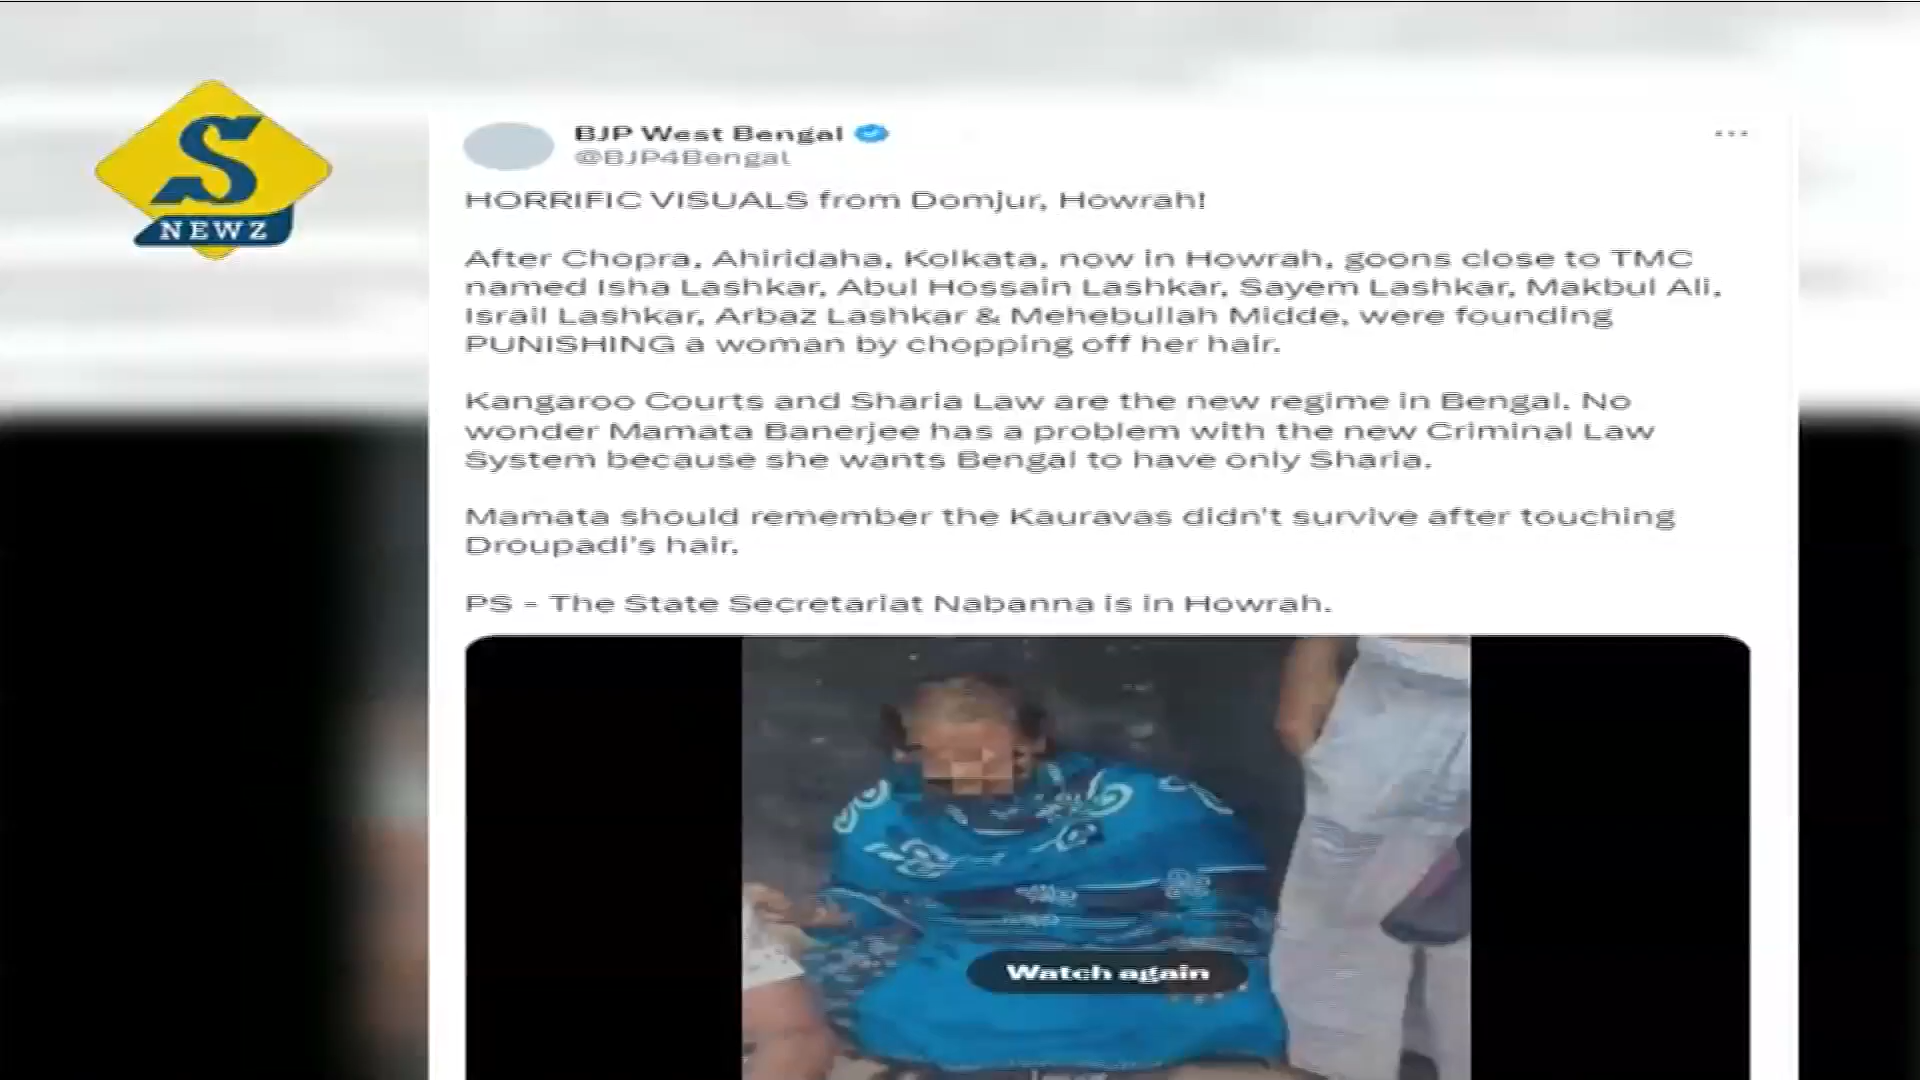 S
NEWZ
BJP West Bengal
@BJP4Bengal
HORRIFIC VISUALS from Domjur, Howrah!
After Chopra, Ahiridaha, Kolkata, now in Howrah, goons close to TMC
named Isha Lashkar, Abul Hossain Lashkar, Sayem Lashkar, Makbul Ali,
Israil Lashkar, Arbaz Lashkar & Mehebullah Midde, were founding
PUNISHING a woman by chopping off her hair.
Kangaroo Courts and Sharia Law are the new regime in Bengal. No
wonder Mamata Banerjee has a problem with the new Criminal Law
System because she wants Bengal to have only Sharia.
Mamata should remember the Kauravas didn't survive after touching
Droupadi's hair.
PS - The State Secretariat Nabanna is in Howrah.
Watch again